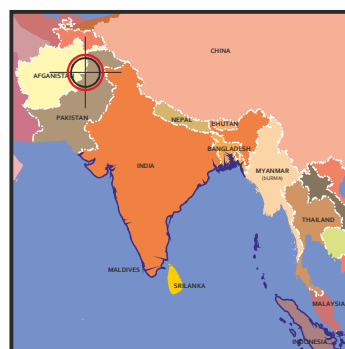 CHINA
AFGANISTAN
PAKISTAN
NEPAL
BHUTAN
BANGLADESH
INDIA
MYANMAR
(BURMA)
THAILAND
MALDIVES
SRILANKA
MALAYSIA
INDONESIA